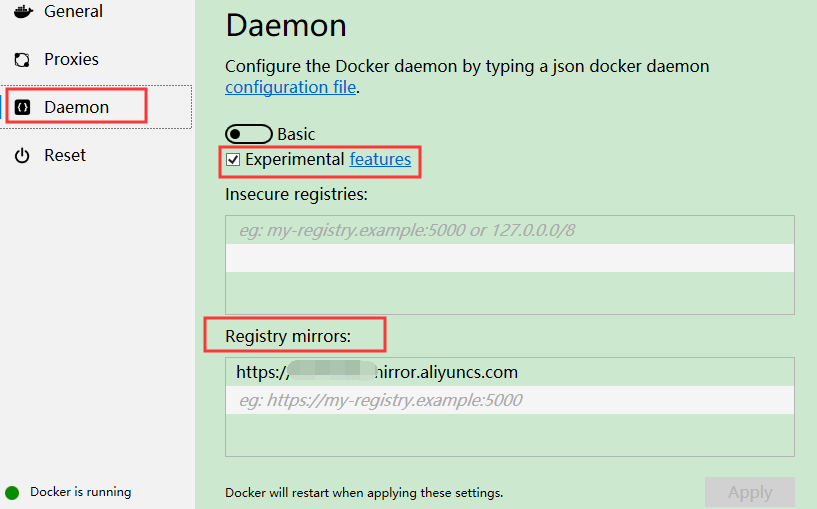 General
Proxies
Daemon
Reset
Docker is running
Daemon
Configure the Docker daemon by typing a json docker daemon
configuration file.
Basic
Experimental features
Insecure registries:
eg: my-registry.example:5000 or 127.0.0.0/8
Registry mirrors:
https:/ mirror.aliyuncs.com
eg: https://my-registry.example:5000
Docker will restart when applying these settings.
Apply